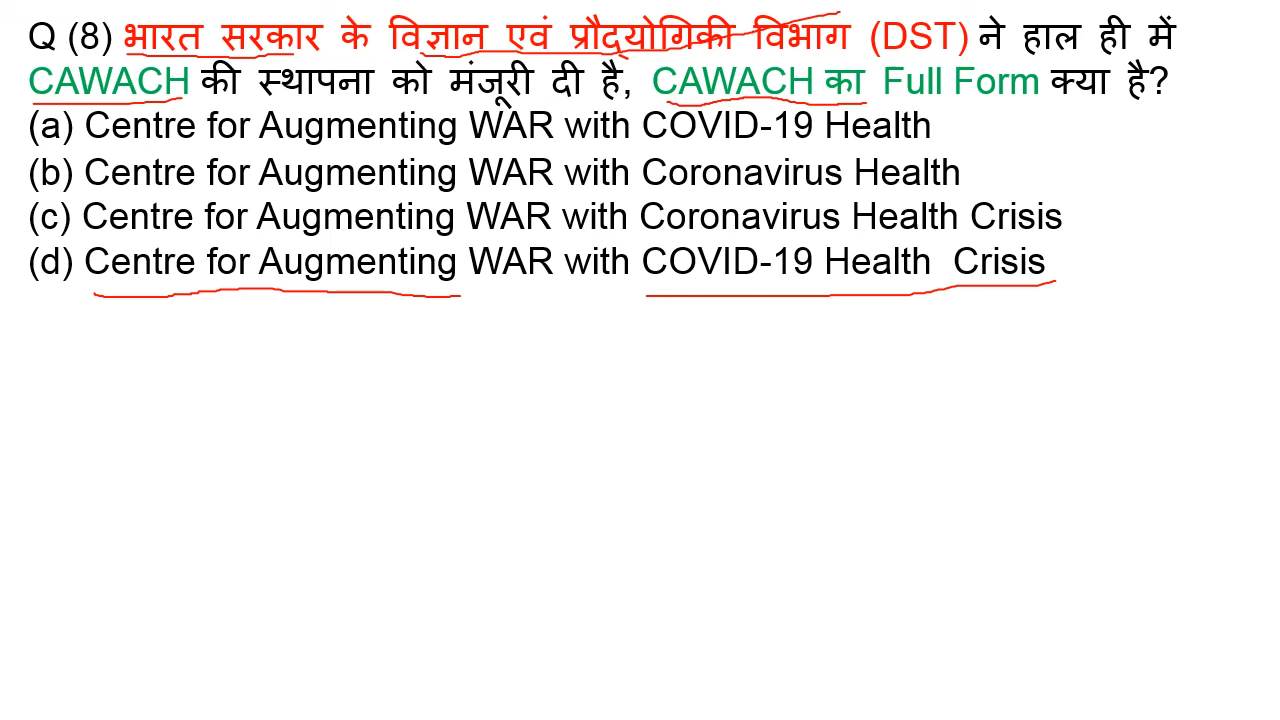 Q (8) भारत सरकार के विज्ञान एवं प्रौद्योगिकी विभाग (DST) ने हाल ही में
CAWACH की स्थापना को मंजूरी दी है, CAWACH का Full Form क्या है?
(a) Centre for Augmenting WAR with COVID-19 Health
(b) Centre for Augmenting WAR with Coronavirus Health
(c) Centre for Augmenting WAR with Coronavirus Health Crisis
(d) Centre for Augmenting WAR with COVID-19 Health Crisis